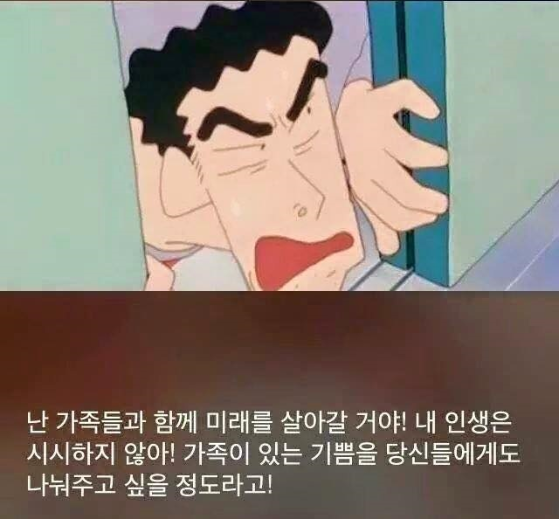 난 가족들과 함께 미래를 살아갈 거야! 내 인생은
시시하지 않아! 가족이 있는 기쁨을 당신들에게도
나눠주고 싶을 정도라고!